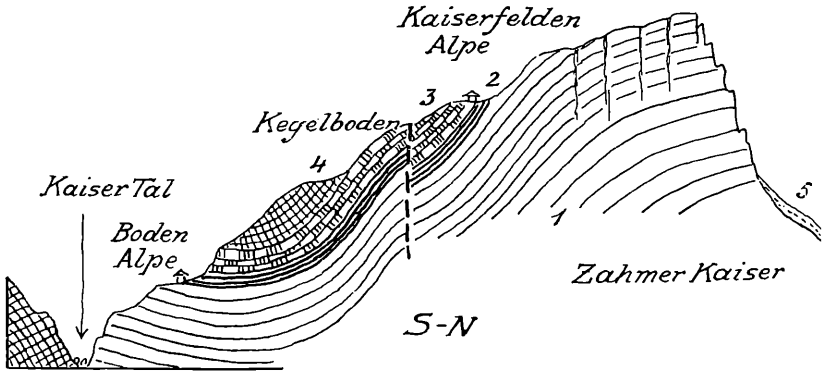 Kaiserfelden
Alpe
2
3
Kegelboden
4
Kaiser Tal
5
Boden
Alpe
1
Zahmer Kaiser
S-N